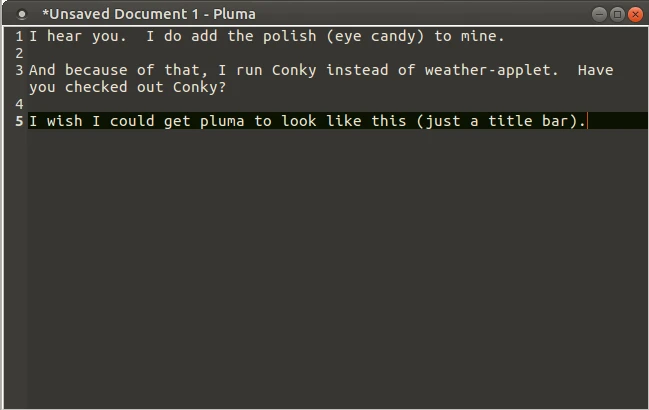 *Unsaved Document 1 - Pluma
1 I hear you.  I do add the polish (eye candy) to mine.
2
3 And because of that, I run Conky instead of weather-applet.  Have
you checked out Conky?
4
5 I wish I could get pluma to look like this (just a title bar).